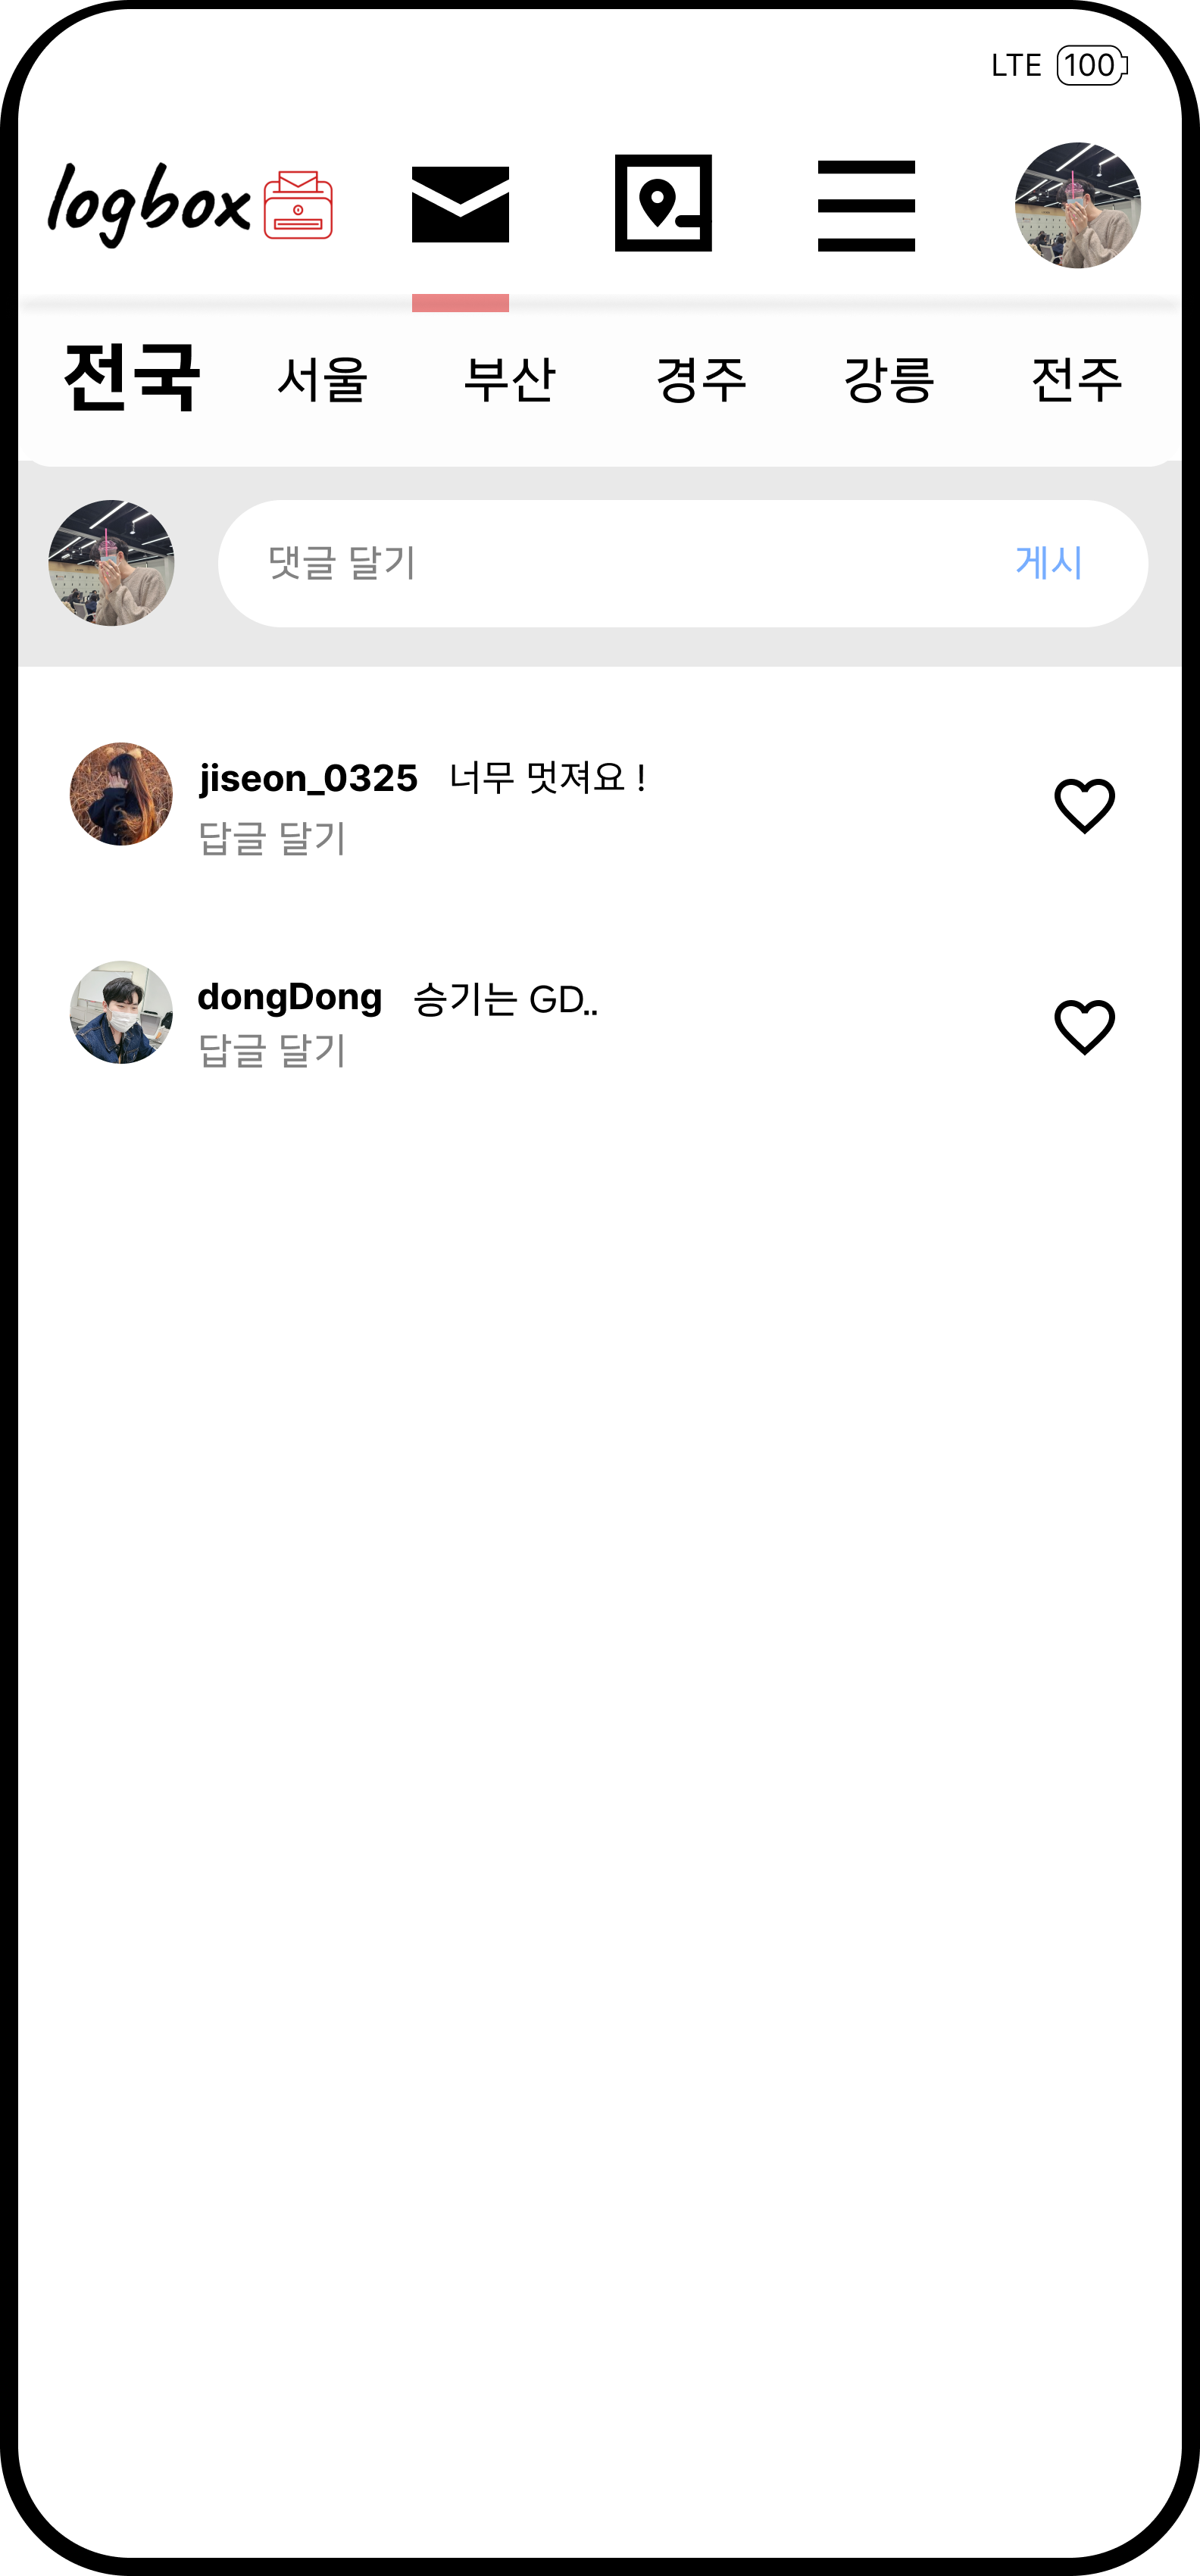 LTE 100
logbox
전국 서울 부산 경주 강릉 전주
댓글 달기 게시
jiseon_0325 너무 멋져요 !
답글 달기
dongDong 승기는 GD..
답글 달기